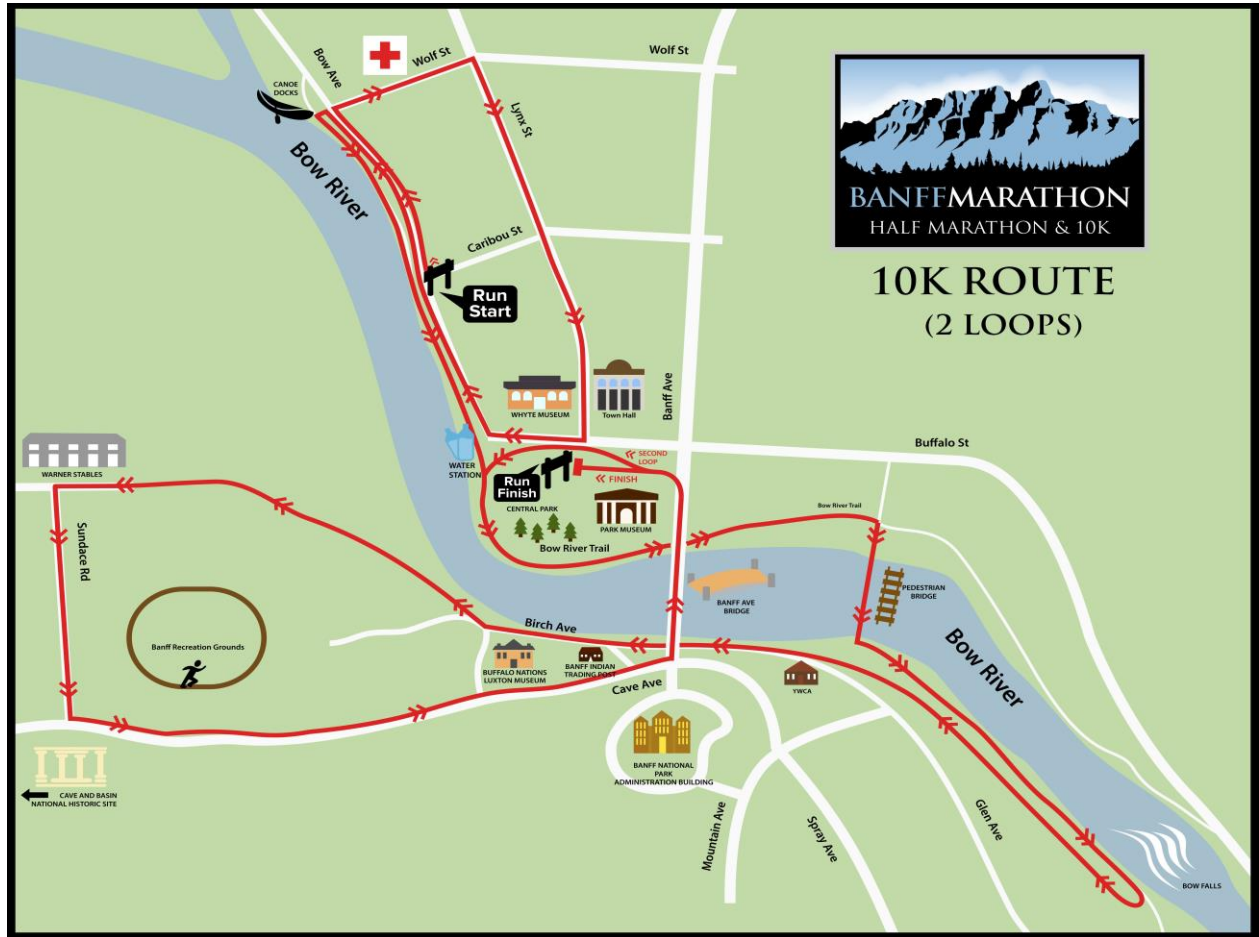 Bow Ave
Wolf St
Wolf St
CANOE
DOCKS
Lynx St
Bow River
BANFFMARATHON
HALF MARATHON & 10K
10K ROUTE
(2 LOOPS)
Caribou St
Run
Start
Banff Ave
WHYTE MUSEUM
Town Hall
Buffalo St
WATER
STATION
SECOND
LOOP
FINISH
Run
Finish
CENTRAL PARK
PARK MUSEUM
WARNER STABLES
Bow River Trail
Bow River Trail
Sundace Rd
PEDESTRIAN
BRIDGE
BANFF AVE
BRIDGE
Birch Ave
Banff Recreation Grounds
BUFFALO NATIONS
LUXTON MUSEUM
BANFF INDIAN
TRADING POST
Cave Ave
YWCA
Bow River
BANFF NATIONAL
PARK
ADMINISTRATION BUILDING
CAVE AND BASIN
NATIONAL HISTORIC SITE
Mountain Ave
Spray Ave
Glen Ave
BOW FALLS